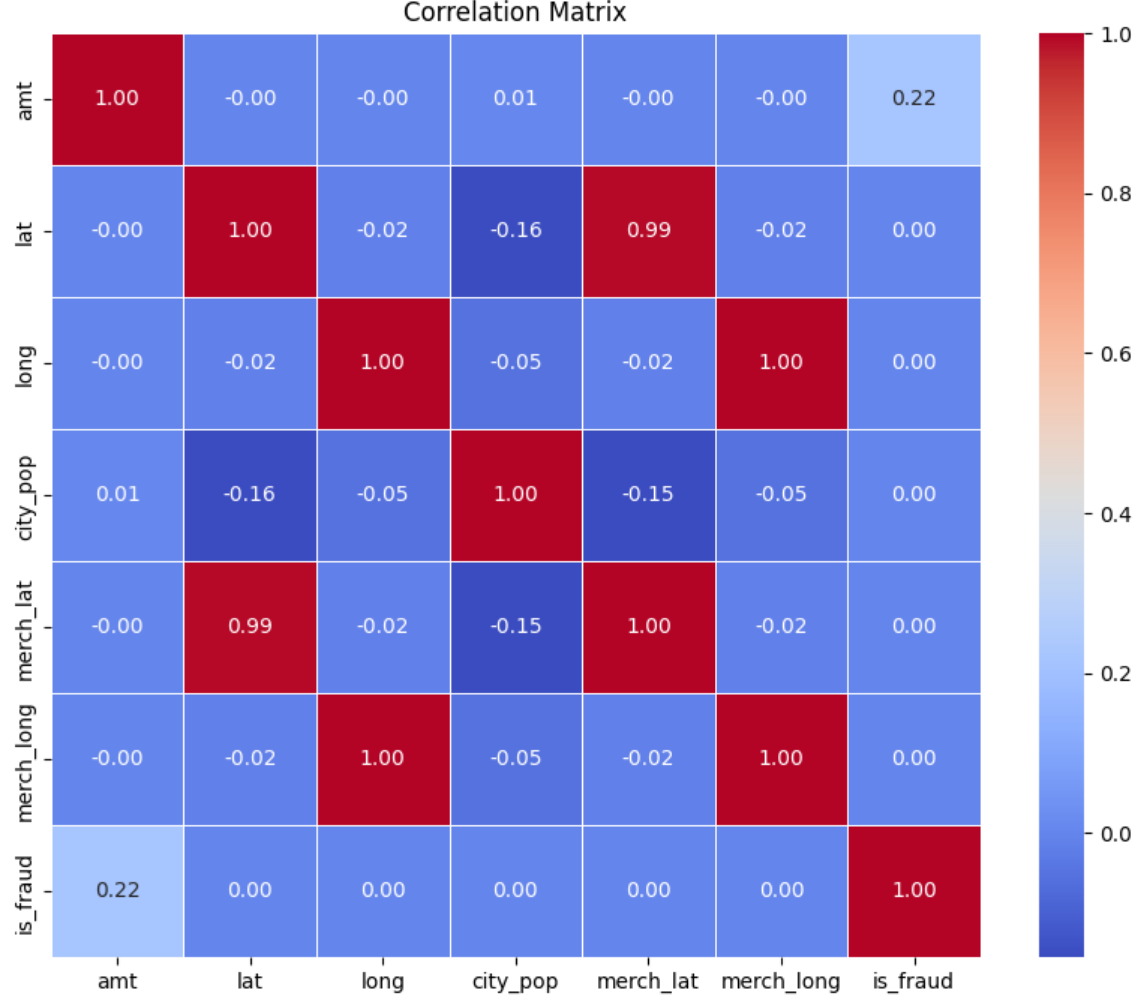 Correlation Matrix
amt 1.00 -0.00 -0.00 0.01 -0.00 -0.00 0.22
lat -0.00 1.00 -0.02 -0.16 0.99 -0.02 0.00
long -0.00 -0.02 1.00 -0.05 -0.02 1.00 0.00
city_pop 0.01 -0.16 -0.05 1.00 -0.15 -0.05 0.00
merch_lat -0.00 0.99 -0.02 -0.15 1.00 -0.02 0.00
merch_long -0.00 -0.02 1.00 -0.05 -0.02 1.00 0.00
is_fraud 0.22 0.00 0.00 0.00 0.00 0.00 1.00
amt lat long city_pop merch_lat merch_long is_fraud
1.0
0.8
0.6
0.4
0.2
0.0